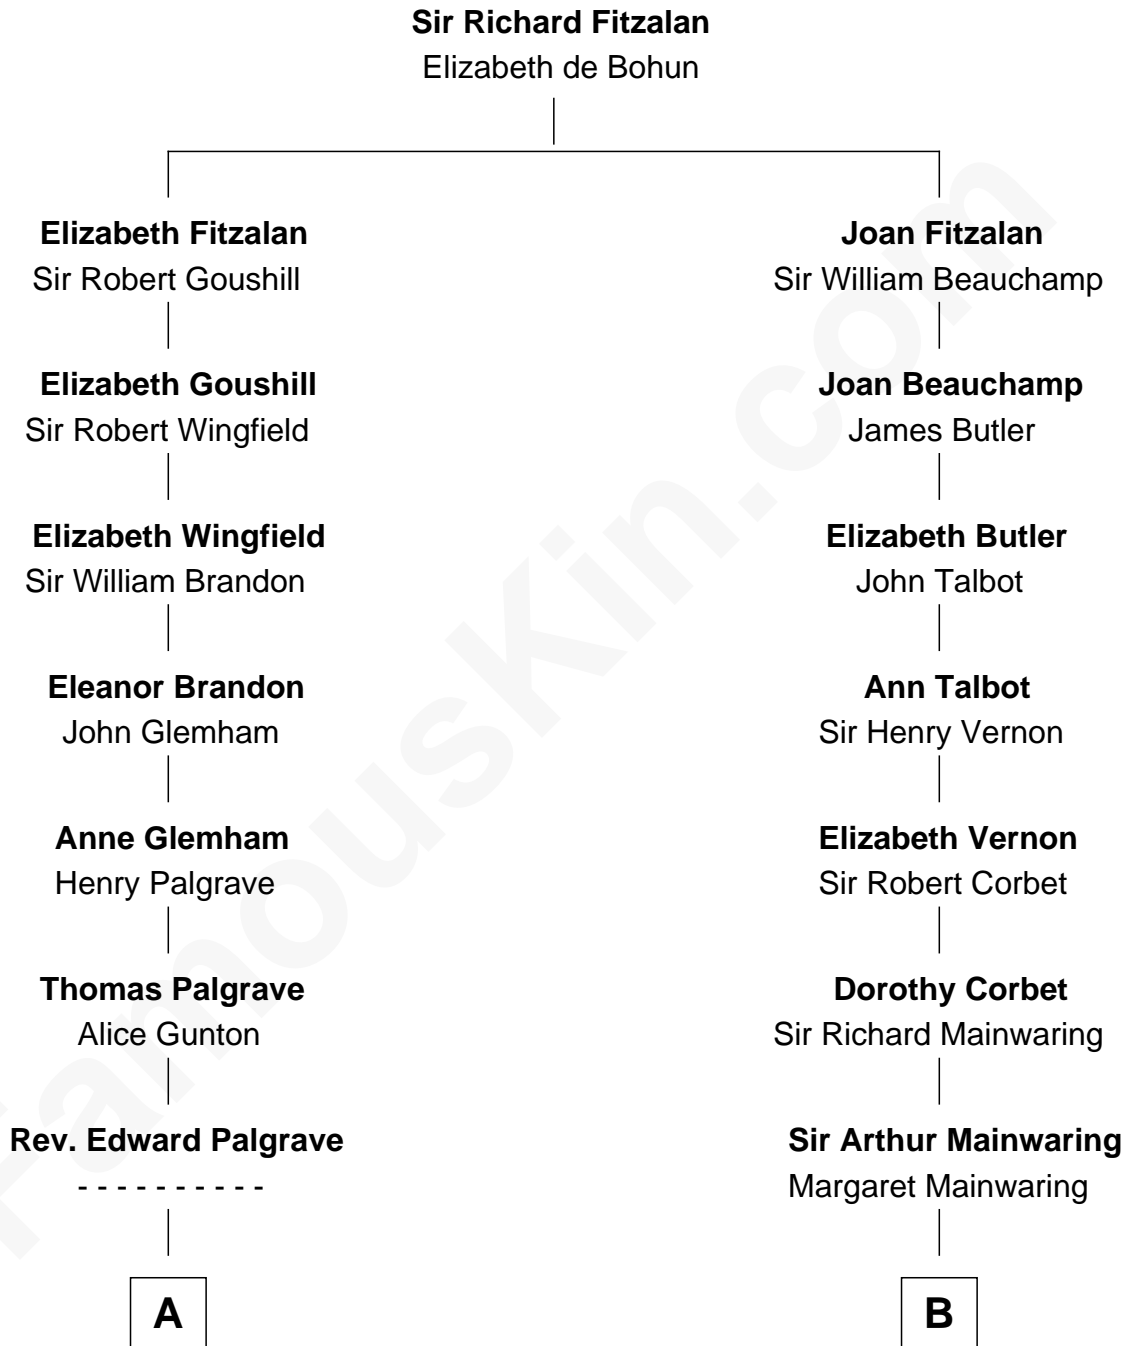 Sir Richard Fitzalan
Elizabeth de Bohun
Elizabeth Fitzalan
Sir Robert Goushill
Joan Fitzalan
Sir William Beauchamp
Elizabeth Goushill
Sir Robert Wingfield
Joan Beauchamp
James Butler
Elizabeth Wingfield
Sir William Brandon
Elizabeth Butler
John Talbot
Eleanor Brandon
John Glemham
Ann Talbot
Sir Henry Vernon
Anne Glemham
Henry Palgrave
Elizabeth Vernon
Sir Robert Corbet
Thomas Palgrave
Alice Gunton
Dorothy Corbet
Sir Richard Mainwaring
Rev. Edward Palgrave
- - - - - - - - - -
Sir Arthur Mainwaring
Margaret Mainwaring
A
B
FamousKin.com